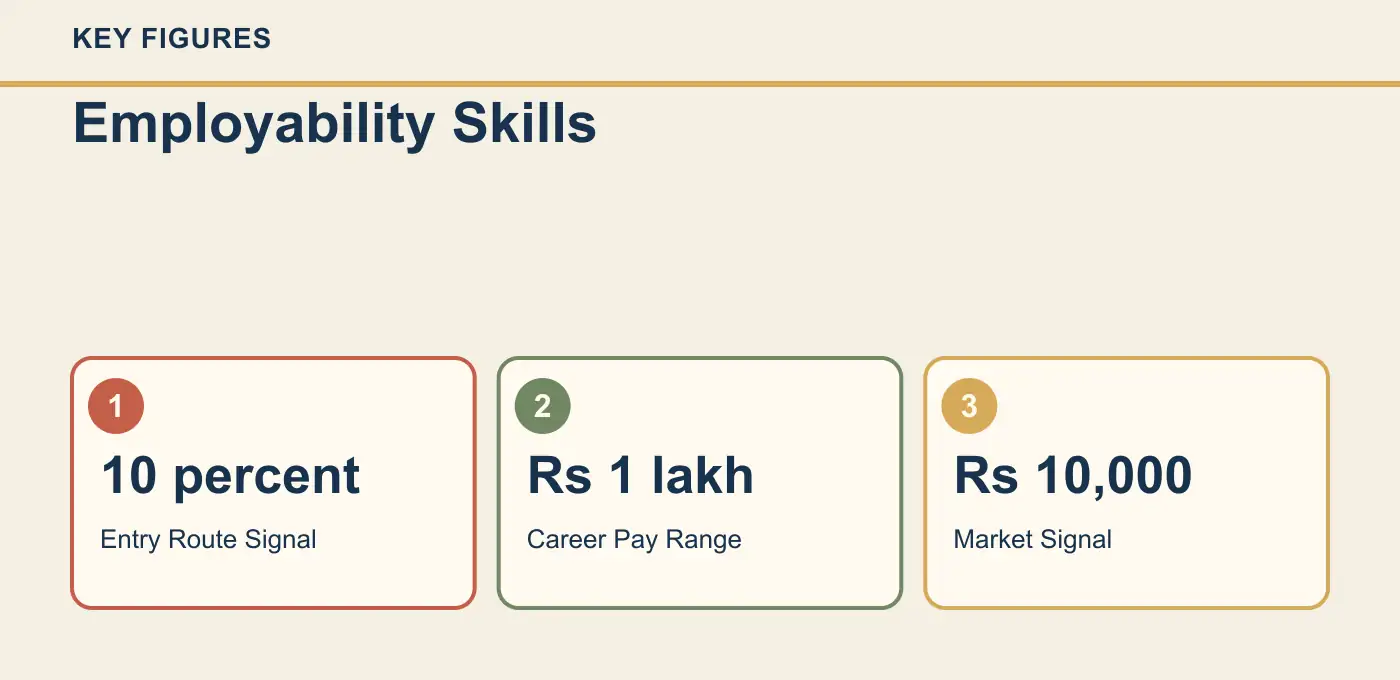 KEY FIGURES
Employability Skills
1
10 percent
Entry Route Signal
2
Rs 1 lakh
Career Pay Range
3
Rs 10,000
Market Signal